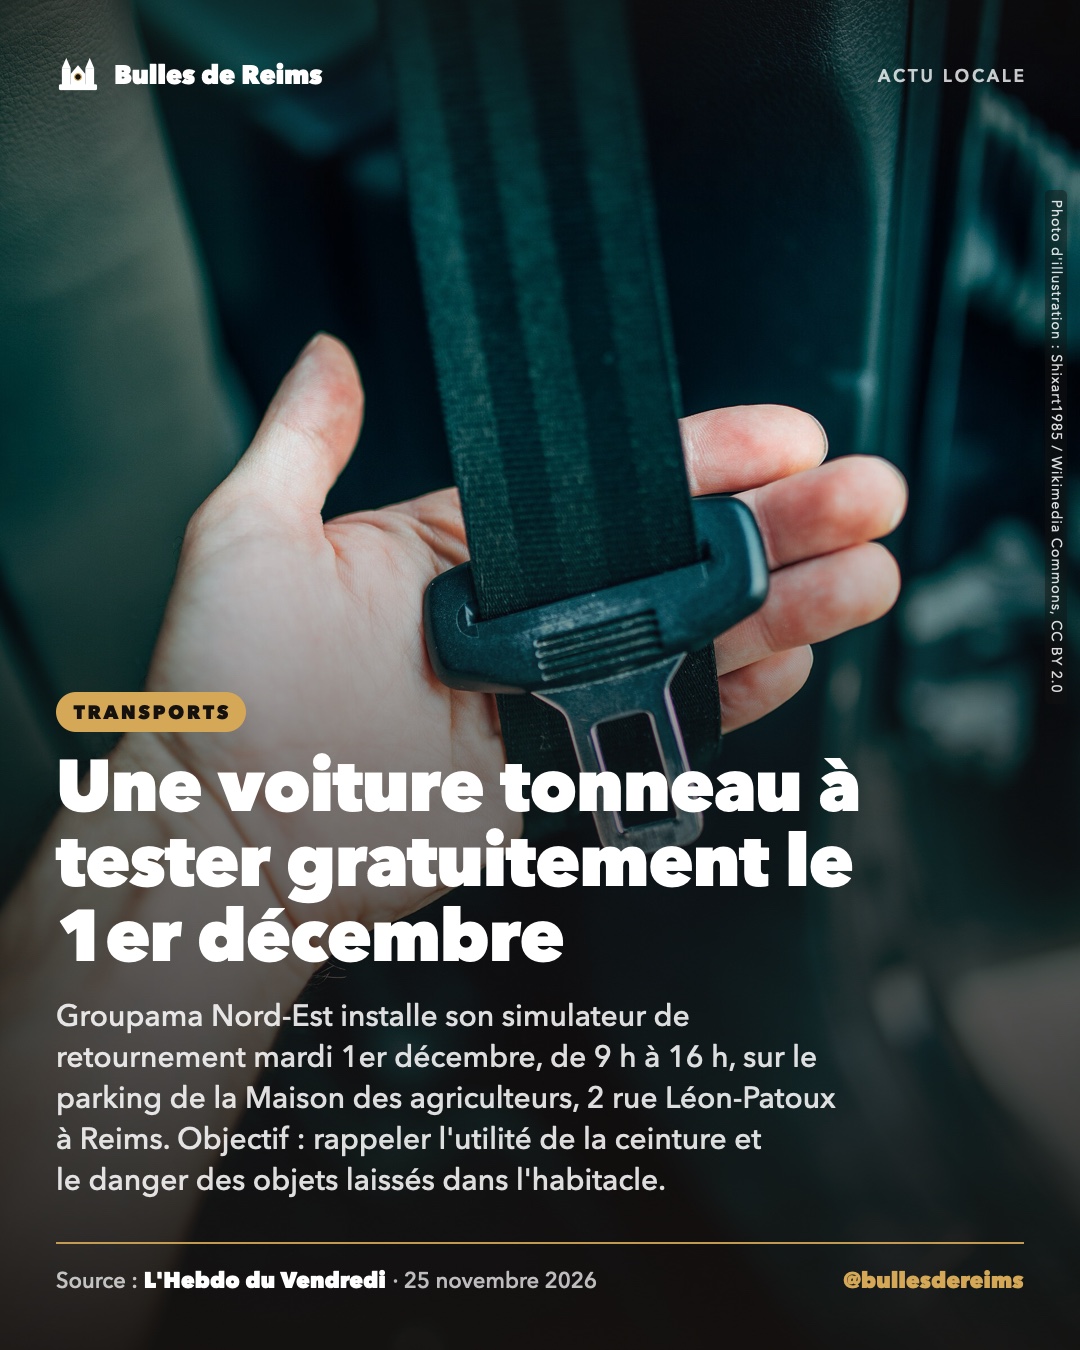 Bulles de Reims
ACTU LOCALE
Photo d'illustration : Shixart1985 / Wikimedia Commons, CC BY 2.0
TRANSPORTS
Une voiture tonneau à
tester gratuitement le
1er décembre
Groupama Nord-Est installe son simulateur de
retournement mardi 1er décembre, de 9 h à 16 h, sur le
parking de la Maison des agriculteurs, 2 rue Léon-Patoux
à Reims. Objectif : rappeler l'utilité de la ceinture et
le danger des objets laissés dans l'habitacle.
Source : L'Hebdo du Vendredi · 25 novembre 2026
@bullesdereims